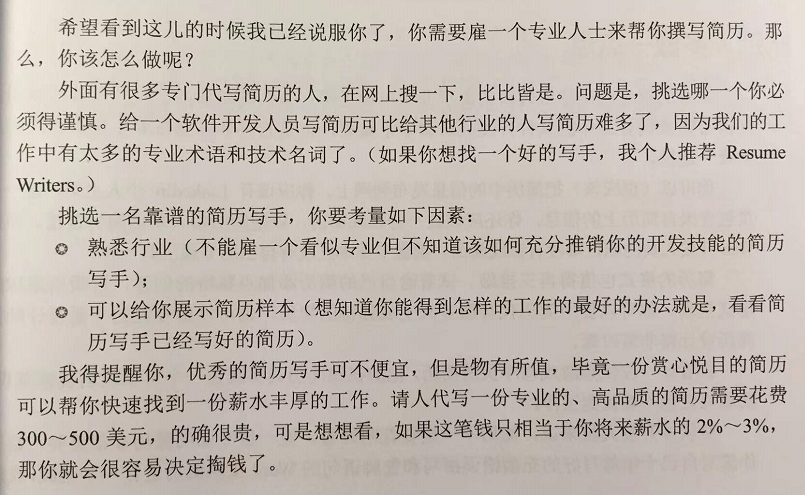 希望看到这儿的时候我已经说服你了，你需要雇一个专业人士来帮你撰写简历。那
么，你该怎么做呢？
外面有很多专门代写简历的人，在网上搜一下，比比皆是。问题是，挑选哪一个你必
须得谨慎。给一个软件开发人员写简历可比给其他行业的人写简历难多了，因为我们的工
作中有太多的专业术语和技术名词了。（如果你想找一个好的写手，我个人推荐 Resume
Writers。）
挑选一名靠谱的简历写手，你要考量如下因素：
熟悉行业（不能雇一个看似专业但不知道该如何充分推销你的开发技能的简历
写手）；
可以给你展示简历样本（想知道你能得到怎样的工作的最好的办法就是，看看简
历写手已经写好的简历）。
我得提醒你，优秀的简历写手可不便宜，但是物有所值，毕竟一份赏心悦目的简历
可以帮你快速找到一份薪水丰厚的工作。请人代写一份专业的、高品质的简历需要花费
300～500 美元，的确很贵，可是想想看，如果这笔钱只相当于你将来薪水的 2%～3%，
那你就会很容易决定掏钱了。